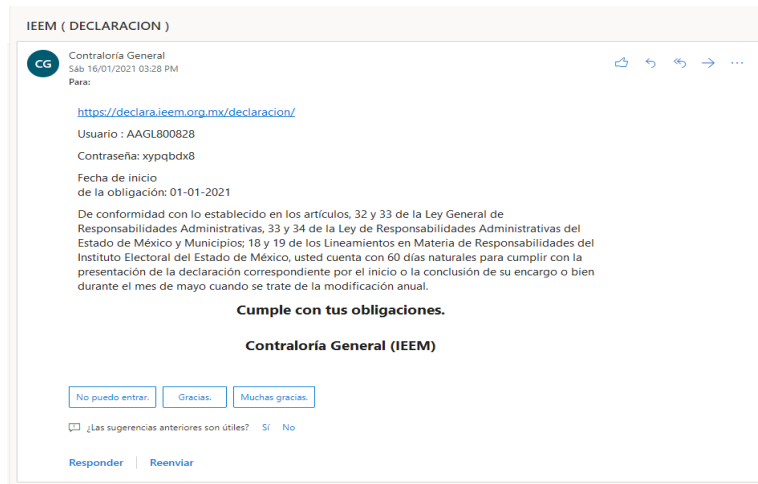 IEEM ( DECLARACION )
CG
Contraloría General
Sáb 16/01/2021 03:28 PM
Para:
https://declara.ieem.org.mx/declaracion/
Usuario : AAGL800828
Contraseña: xypqbdx8
Fecha de inicio
de la obligación: 01-01-2021
De conformidad con lo establecido en los artículos, 32 y 33 de la Ley General de
Responsabilidades Administrativas, 33 y 34 de la Ley de Responsabilidades Administrativas del
Estado de México y Municipios; 18 y 19 de los Lineamientos en Materia de Responsabilidades del
Instituto Electoral del Estado de México, usted cuenta con 60 días naturales para cumplir con la
presentación de la declaración correspondiente por el inicio o la conclusión de su encargo o bien
durante el mes de mayo cuando se trate de la modificación anual.
Cumple con tus obligaciones.
Contraloría General (IEEM)
No puedo entrar. Gracias. Muchas gracias.
¿Las sugerencias anteriores son útiles? Sí No
Responder Reenviar